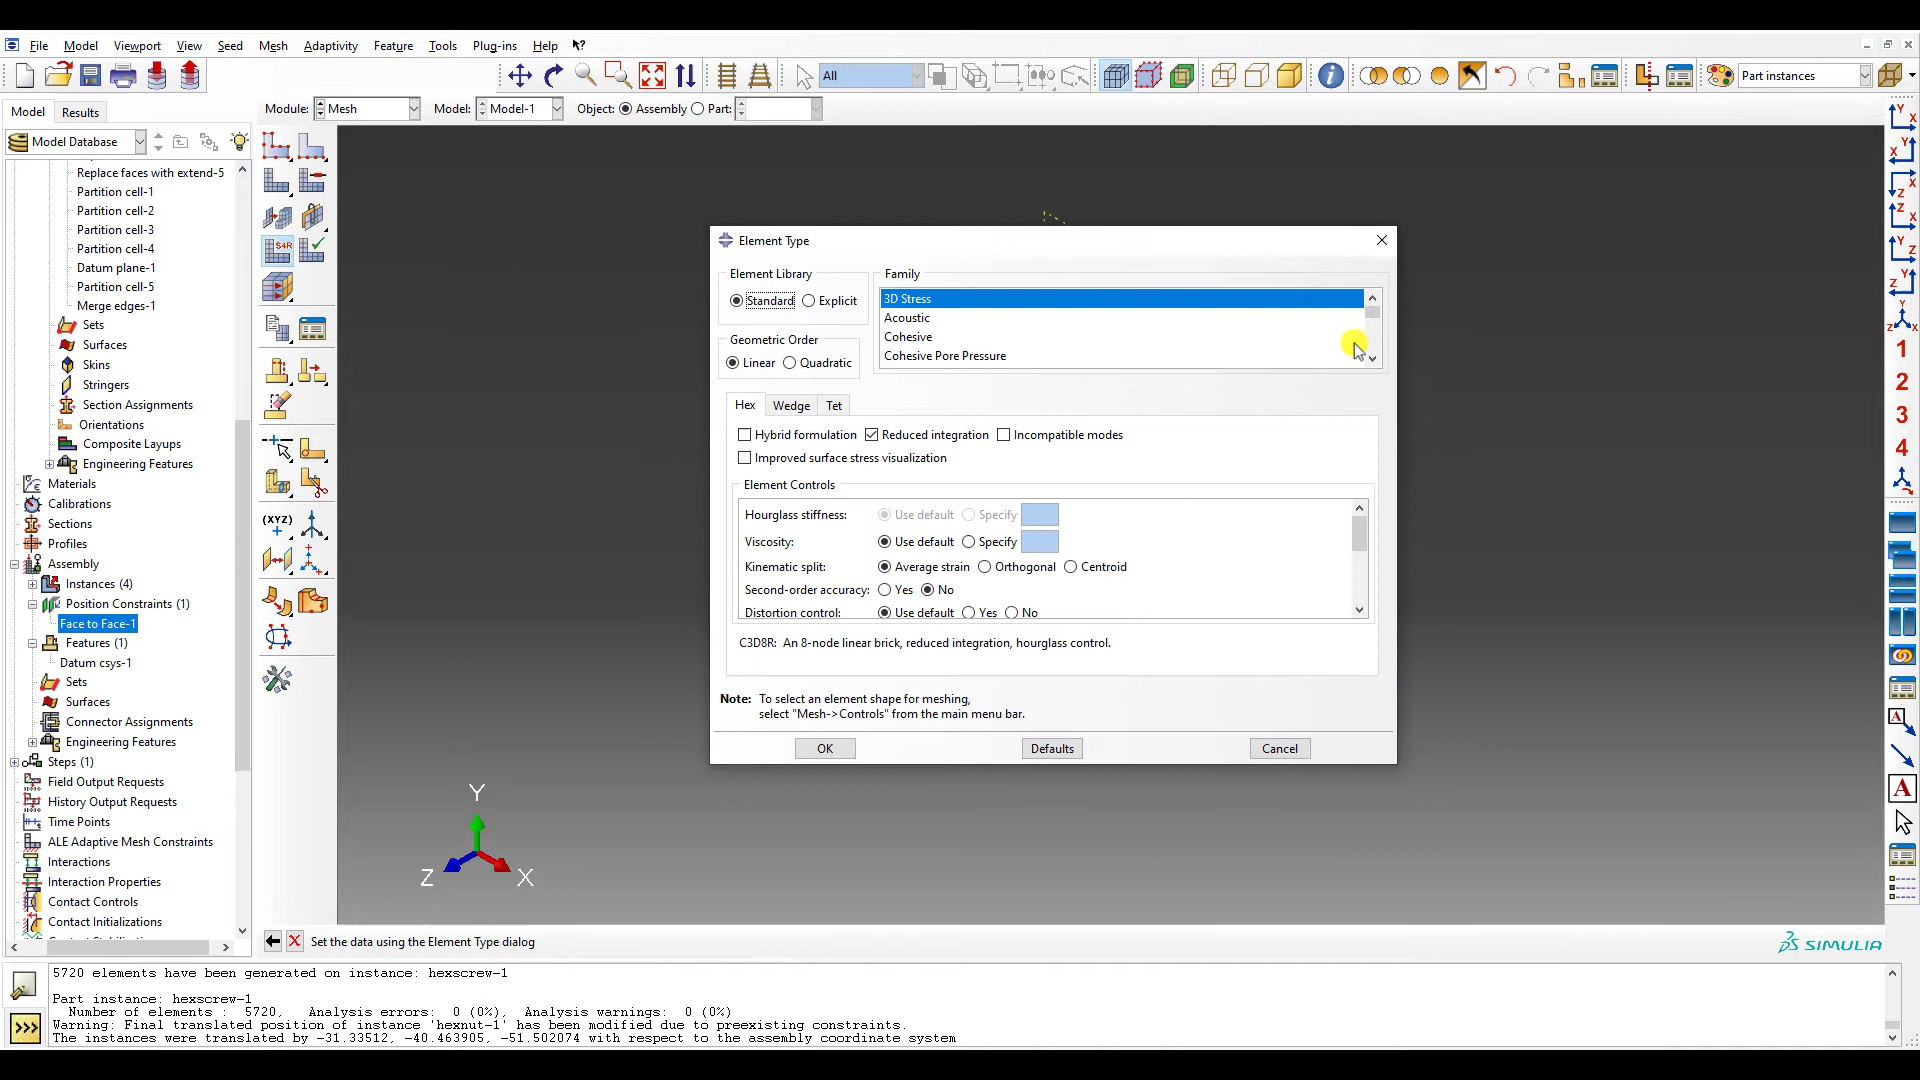 File Model Viewport View Seed Mesh Adaptivity Feature Tools Plug-ins Help
All
Part instances
Model Results
Module: Mesh Model: Model-1 Object: Assembly Part:
Model Database
Replace faces with extend-5
Partition cell-1
Partition cell-2
Partition cell-3
Partition cell-4
Datum plane-1
Partition cell-5
Merge edges-1
Sets
Surfaces
Skins
Stringers
Section Assignments
Orientations
Composite Layups
Engineering Features
Materials
Calibrations
Sections
Profiles
Assembly
Instances (4)
Position Constraints (1)
Face to Face-1
Features (1)
Datum csys-1
Sets
Surfaces
Connector Assignments
Engineering Features
Steps (1)
Field Output Requests
History Output Requests
Time Points
ALE Adaptive Mesh Constraints
Interactions
Interaction Properties
Contact Controls
Contact Initializations
S4R
(XYZ)
Element Type
Element Library
Standard Explicit
Geometric Order
Linear Quadratic
Family
3D Stress
Acoustic
Cohesive
Cohesive Pore Pressure
Hex Wedge Tet
Hybrid formulation Reduced integration Incompatible modes
Improved surface stress visualization
Element Controls
Hourglass stiffness: Use default Specify
Viscosity: Use default Specify
Kinematic split: Average strain Orthogonal Centroid
Second-order accuracy: Yes No
Distortion control: Use default Yes No
C3D8R: An 8-node linear brick, reduced integration, hourglass control.
Note: To select an element shape for meshing,
select "Mesh->Controls" from the main menu bar.
OK Defaults Cancel
Y
Z
X
1
2
3
4
A
A
Set the data using the Element Type dialog
SIMULIA
5720 elements have been generated on instance: hexscrew-1
Part instance: hexscrew-1
Number of elements : 5720, Analysis errors: 0 (0%), Analysis warnings: 0 (0%)
Warning: Final translated position of instance 'hexnut-1' has been modified due to preexisting constraints.
The instances were translated by -31.33512, -40.463905, -51.502074 with respect to the assembly coordinate system
>>>